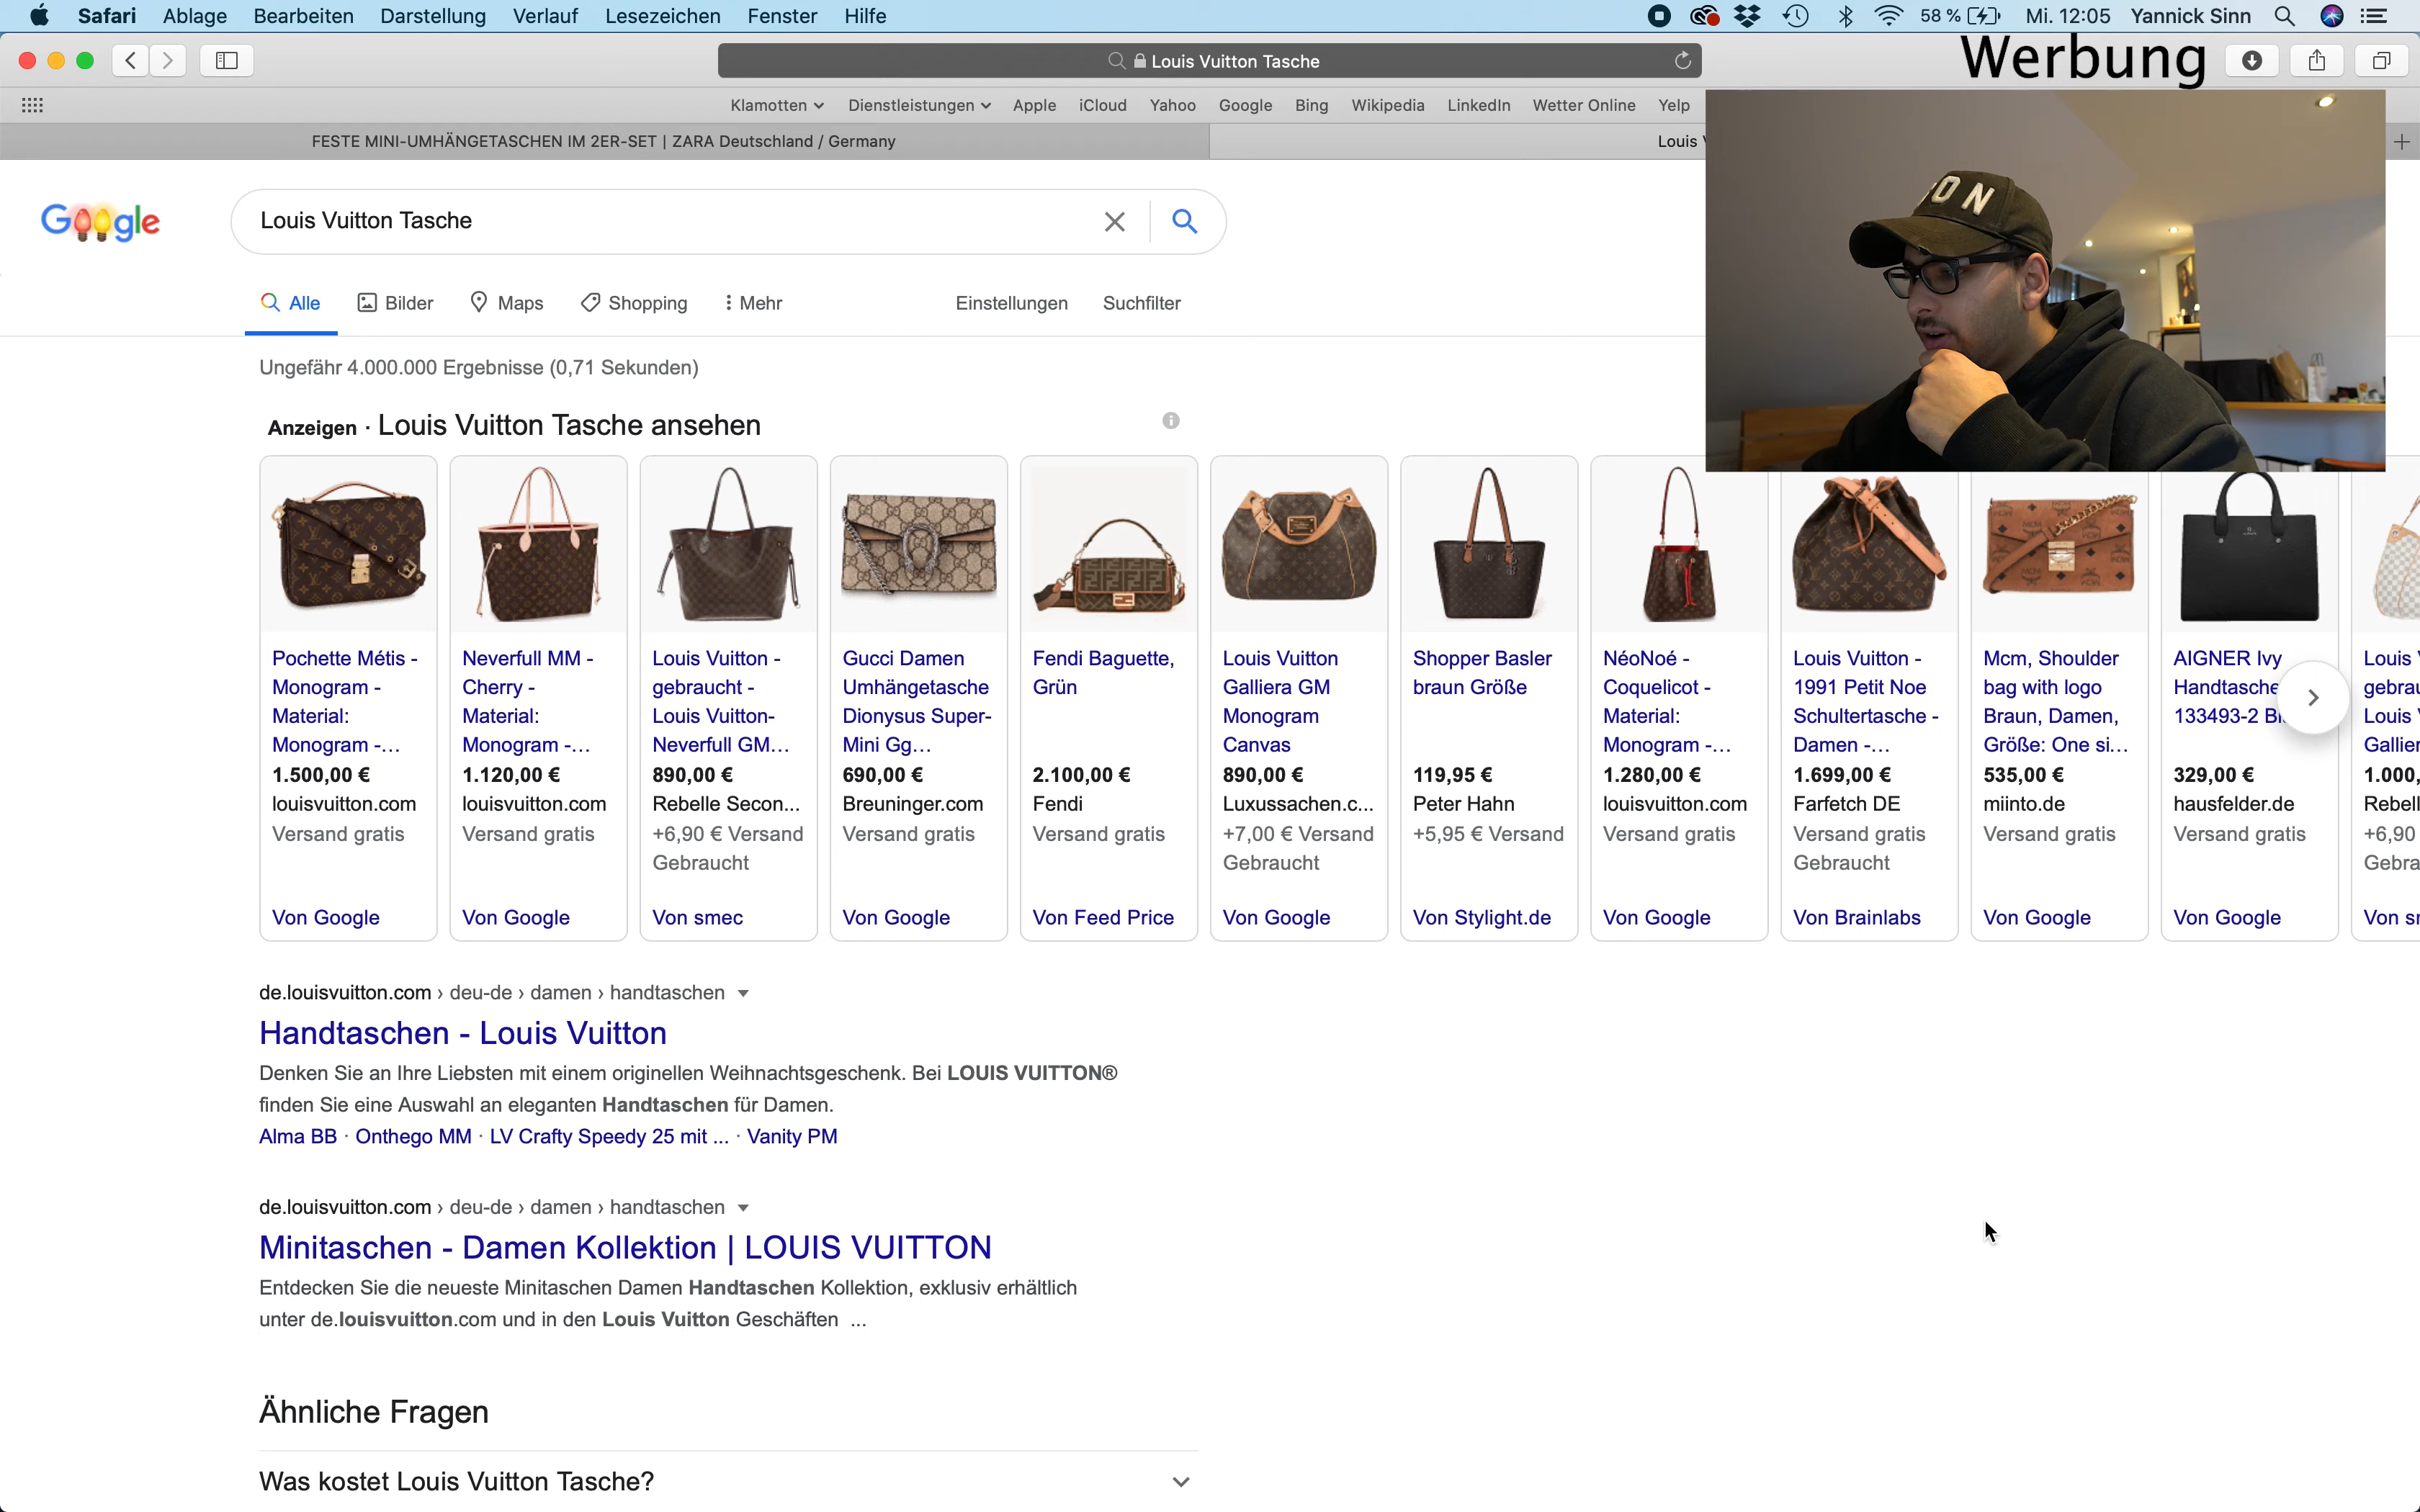 Safari Ablage Bearbeiten Darstellung Verlauf Lesezeichen Fenster Hilfe 58 % Mi. 12:05 Yannick Sinn
Louis Vuitton Tasche
Werbung
Klamotten Dienstleistungen Apple iCloud Yahoo Google Bing Wikipedia LinkedIn Wetter Online Yelp
FESTE MINI-UMHÄNGETASCHEN IM 2ER-SET | ZARA Deutschland / Germany
Louis
Google
Louis Vuitton Tasche
Alle Bilder Maps Shopping Mehr Einstellungen Suchfilter
Ungefähr 4.000.000 Ergebnisse (0,71 Sekunden)
Anzeigen · Louis Vuitton Tasche ansehen
Pochette Métis -
Monogram -
Material:
Monogram -...
1.500,00 €
louisvuitton.com
Versand gratis
Von Google
Neverfull MM -
Cherry -
Material:
Monogram -...
1.120,00 €
louisvuitton.com
Versand gratis
Von Google
Louis Vuitton -
gebraucht -
Louis Vuitton-
Neverfull GM...
890,00 €
Rebelle Secon...
+6,90 € Versand
Gebraucht
Von smec
Gucci Damen
Umhängetasche
Dionysus Super-
Mini Gg...
690,00 €
Breuninger.com
Versand gratis
Von Google
Fendi Baguette,
Grün
2.100,00 €
Fendi
Versand gratis
Von Feed Price
Louis Vuitton
Galliera GM
Monogram
Canvas
890,00 €
Luxussachen.c...
+7,00 € Versand
Gebraucht
Von Google
Shopper Basler
braun Größe
119,95 €
Peter Hahn
+5,95 € Versand
Von Stylight.de
NéoNoé -
Coquelicot -
Material:
Monogram -...
1.280,00 €
louisvuitton.com
Versand gratis
Von Google
Louis Vuitton -
1991 Petit Noe
Schultertasche -
Damen -...
1.699,00 €
Farfetch DE
Versand gratis
Gebraucht
Von Brainlabs
Mcm, Shoulder
bag with logo
Braun, Damen,
Größe: One si...
535,00 €
miinto.de
Versand gratis
Von Google
AIGNER Ivy
Handtasche
133493-2
329,00 €
hausfelder.de
Versand gratis
Von Google
Louis
gebrau
Louis
Gallier
1.000,
Rebell
+6,90
Gebra
Von
de.louisvuitton.com › deu-de › damen › handtaschen
Handtaschen - Louis Vuitton
Denken Sie an Ihre Liebsten mit einem originellen Weihnachtsgeschenk. Bei LOUIS VUITTON®
finden Sie eine Auswahl an eleganten Handtaschen für Damen.
Alma BB · Onthego MM · LV Crafty Speedy 25 mit ... · Vanity PM
de.louisvuitton.com › deu-de › damen › handtaschen
Minitaschen - Damen Kollektion | LOUIS VUITTON
Entdecken Sie die neueste Minitaschen Damen Handtaschen Kollektion, exklusiv erhältlich
unter de.louisvuitton.com und in den Louis Vuitton Geschäften ...
Ähnliche Fragen
Was kostet Louis Vuitton Tasche?